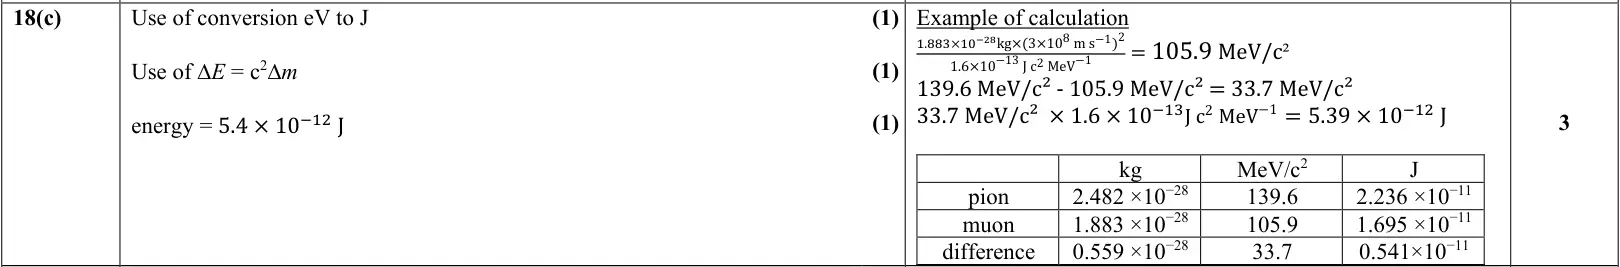 18(c)
Use of conversion eV to J (1)
Use of ΔE = c²Δm (1)
energy = 5.4 × 10⁻¹² J (1)
Example of calculation
1.883×10⁻²⁸kg×(3×10⁸ m s⁻¹)² / 1.6×10⁻¹³ J c² MeV⁻¹ = 105.9 MeV/c²
139.6 MeV/c² - 105.9 MeV/c² = 33.7 MeV/c²
33.7 MeV/c² × 1.6 × 10⁻¹³J c² MeV⁻¹ = 5.39 × 10⁻¹² J
3
kg MeV/c² J
pion 2.482 ×10⁻²⁸ 139.6 2.236 ×10⁻¹¹
muon 1.883 ×10⁻²⁸ 105.9 1.695 ×10⁻¹¹
difference 0.559 ×10⁻²⁸ 33.7 0.541×10⁻¹¹